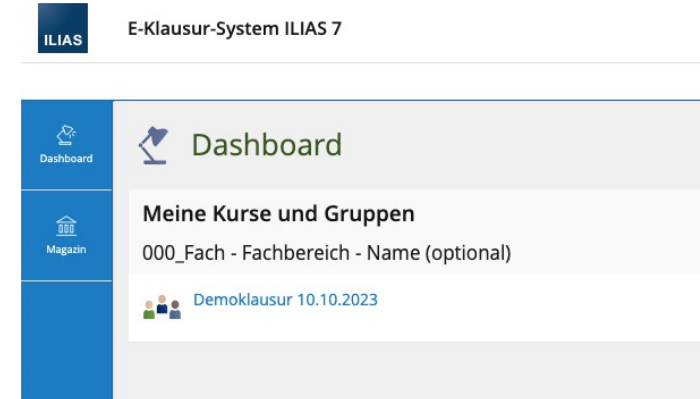 ILIAS
E-Klausur-System ILIAS 7
Dashboard
Dashboard
Magazin
Meine Kurse und Gruppen
000_Fach - Fachbereich - Name (optional)
Demoklausur 10.10.2023